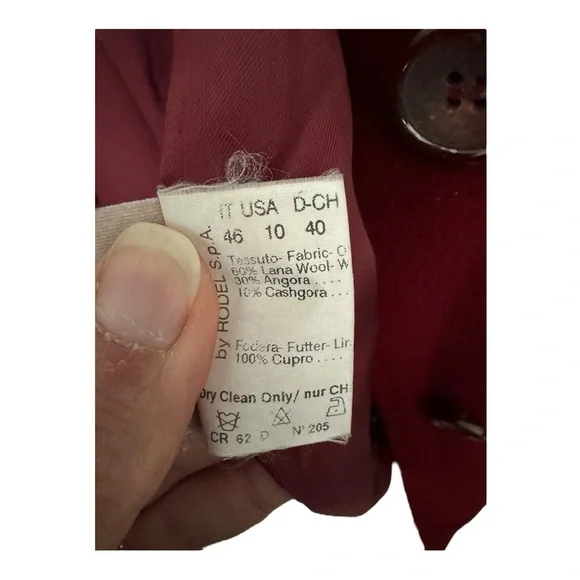 IT USA D-CH
46 10 40
by RODEL S.p.A.
Tessuto- Fabric- O
60% Lana Wool- W
30% Angora ....
10% Cashgora ...
Fodera- Futter- Lin
100% Cupro ....
Dry Clean Only/ nur CH
CR 62 D N° 205